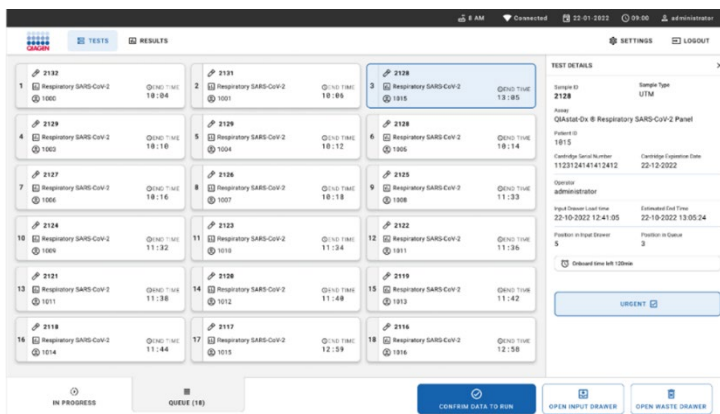 E AM Connected 22-01-2022 09:00 administrator
QIAGEN TESTS RESULTS SETTINGS LOGOUT
2132
1 Respiratory SARS-CoV-2 END TIME
1000 10:04
2131
2 Respiratory SARS-CoV-2 END TIME
1001 10:06
2128
3 Respiratory SARS-CoV-2 END TIME
1015 13:05
2129
4 Respiratory SARS-CoV-2 END TIME
1003 10:10
2129
5 Respiratory SARS-CoV-2 END TIME
1004 10:12
2128
6 Respiratory SARS-CoV-2 END TIME
1005 10:14
2127
7 Respiratory SARS-CoV-2 END TIME
1006 10:16
2126
8 Respiratory SARS-CoV-2 END TIME
1007 10:18
2125
9 Respiratory SARS-CoV-2 END TIME
1008 11:33
2124
10 Respiratory SARS-CoV-2 END TIME
1009 11:32
2123
11 Respiratory SARS-CoV-2 END TIME
1010 11:34
2122
12 Respiratory SARS-CoV-2 END TIME
1011 11:36
2121
13 Respiratory SARS-CoV-2 END TIME
1011 11:38
2120
14 Respiratory SARS-CoV-2 END TIME
1012 11:40
2119
15 Respiratory SARS-CoV-2 END TIME
1013 11:42
2118
16 Respiratory SARS-CoV-2 END TIME
1014 11:44
2117
17 Respiratory SARS-CoV-2 END TIME
1015 12:59
2116
18 Respiratory SARS-CoV-2 END TIME
1016 12:58
TEST DETAILS
Sample ID Sample Type
2128 UTM
Assay
QIAstat-Dx ® Respiratory SARS-CoV-2 Panel
Patient ID
1015
Cartridge Serial Number Cartridge Expiration Date
1123124141412412 22-12-2022
Operator
administrator
Input Drawer Load time Estimated End Time
22-10-2022 12:41:05 22-10-2022 13:05:24
Position in Input Drawer Position in Queue
5 3
Onboard time left 120min
URGENT
IN PROGRESS QUEUE (18) CONFRIM DATA TO RUN OPEN INPUT DRAWER OPEN WASTE DRAWER